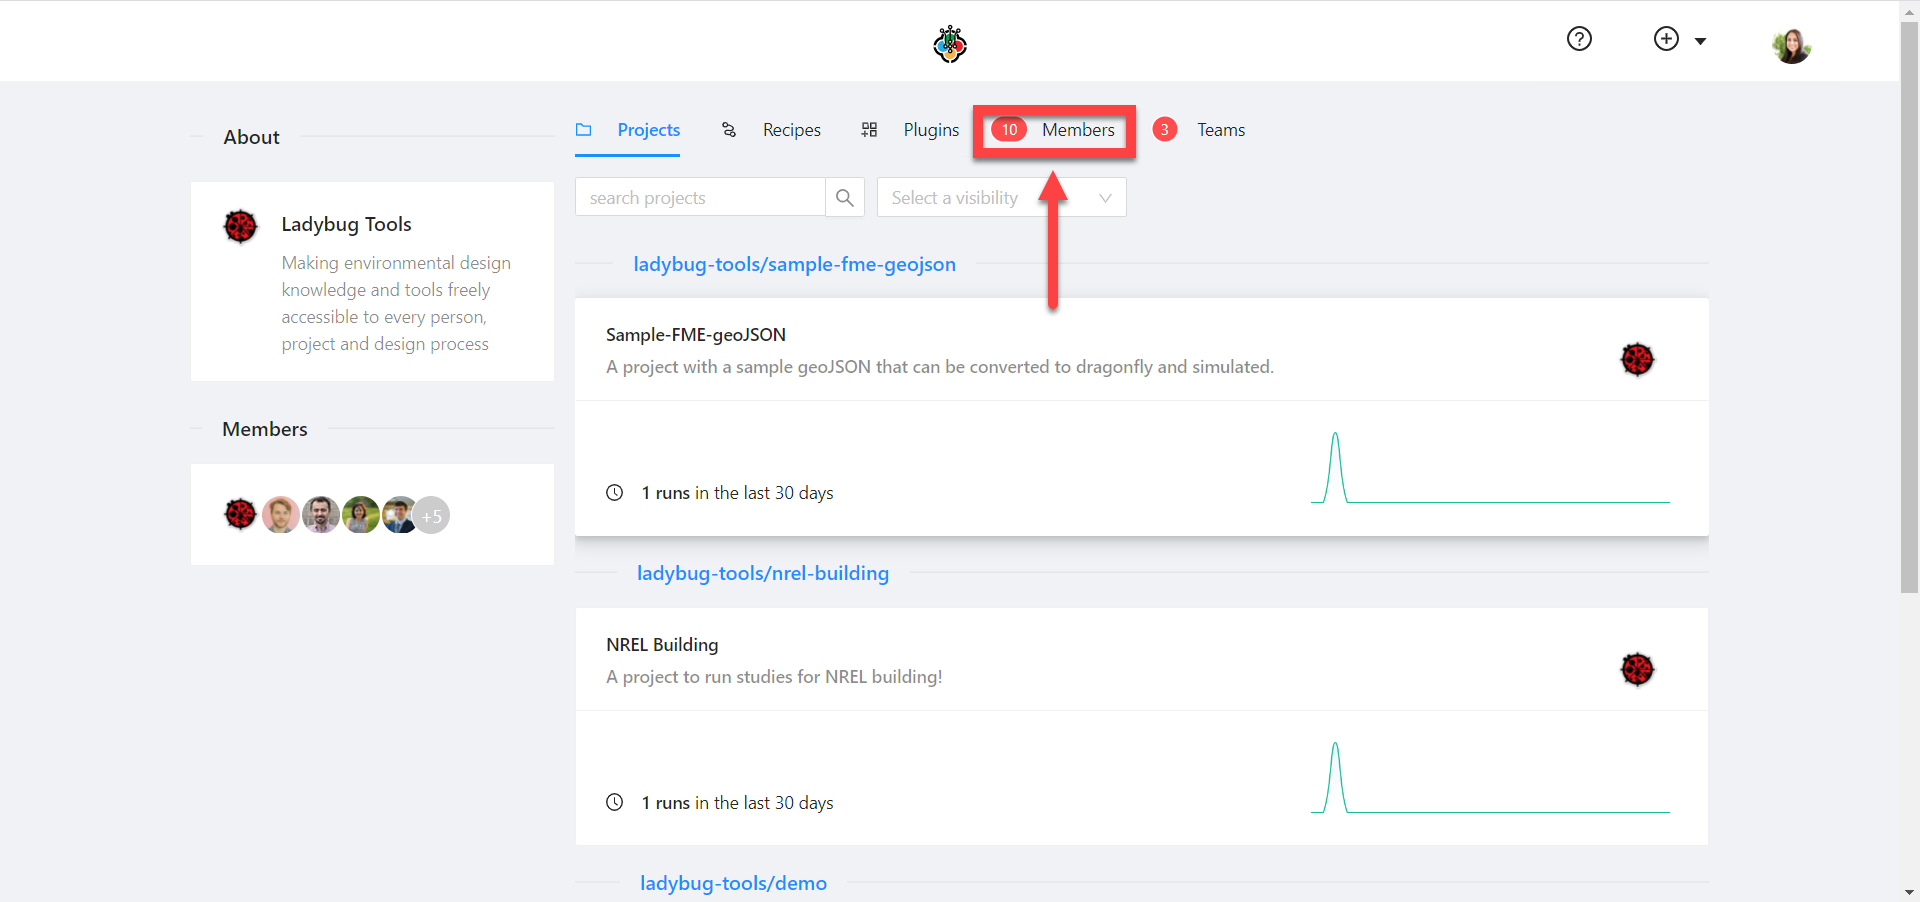 About
Projects
Recipes
Plugins
10 Members
3 Teams
search projects
Select a visibility
Ladybug Tools
Making environmental design
knowledge and tools freely
accessible to every person,
project and design process
Members
+5
ladybug-tools/sample-fme-geojson
Sample-FME-geoJSON
A project with a sample geoJSON that can be converted to dragonfly and simulated.
1 runs in the last 30 days
ladybug-tools/nrel-building
NREL Building
A project to run studies for NREL building!
1 runs in the last 30 days
ladybug-tools/demo